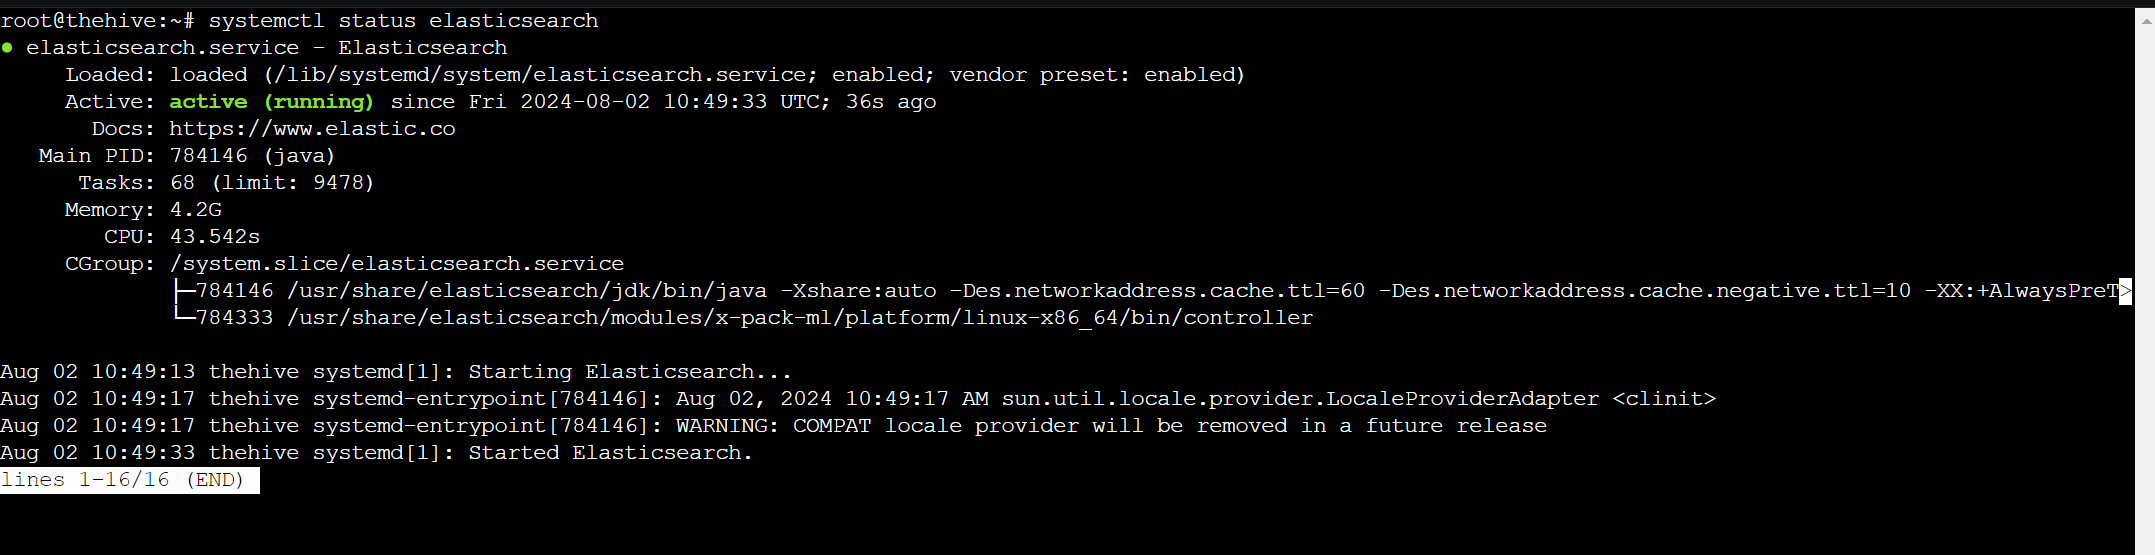 root@thehive:~# systemctl status elasticsearch
● elasticsearch.service - Elasticsearch
     Loaded: loaded (/lib/systemd/system/elasticsearch.service; enabled; vendor preset: enabled)
     Active: active (running) since Fri 2024-08-02 10:49:33 UTC; 36s ago
       Docs: https://www.elastic.co
   Main PID: 784146 (java)
      Tasks: 68 (limit: 9478)
     Memory: 4.2G
        CPU: 43.542s
     CGroup: /system.slice/elasticsearch.service
             ├─784146 /usr/share/elasticsearch/jdk/bin/java -Xshare:auto -Des.networkaddress.cache.ttl=60 -Des.networkaddress.cache.negative.ttl=10 -XX:+AlwaysPreT>
             └─784333 /usr/share/elasticsearch/modules/x-pack-ml/platform/linux-x86_64/bin/controller

Aug 02 10:49:13 thehive systemd[1]: Starting Elasticsearch...
Aug 02 10:49:17 thehive systemd-entrypoint[784146]: Aug 02, 2024 10:49:17 AM sun.util.locale.provider.LocaleProviderAdapter <clinit>
Aug 02 10:49:17 thehive systemd-entrypoint[784146]: WARNING: COMPAT locale provider will be removed in a future release
Aug 02 10:49:33 thehive systemd[1]: Started Elasticsearch.
lines 1-16/16 (END)